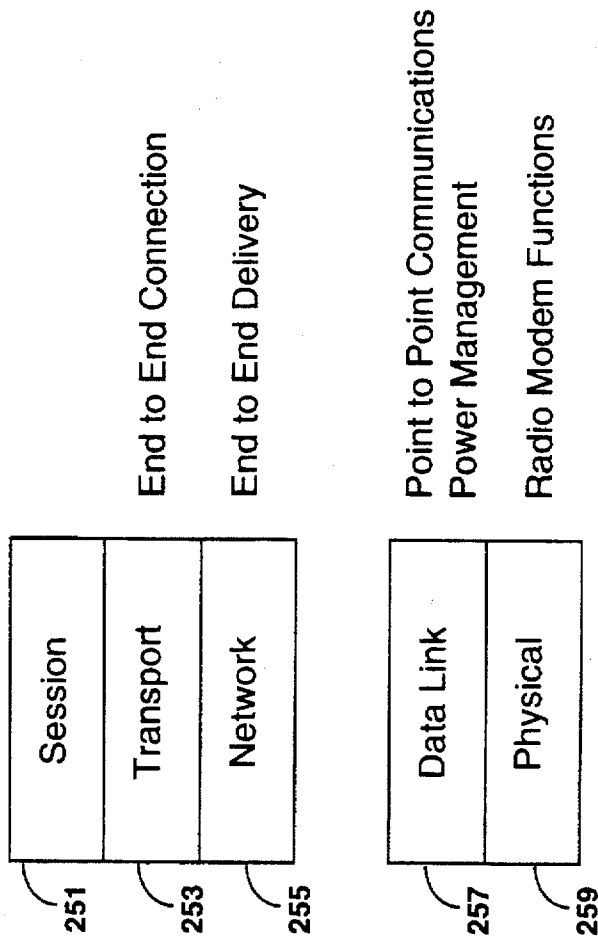 251 Session
253 Transport End to End Connection
255 Network End to End Delivery
257 Data Link Point to Point Communications
Power Management
259 Physical Radio Modem Functions